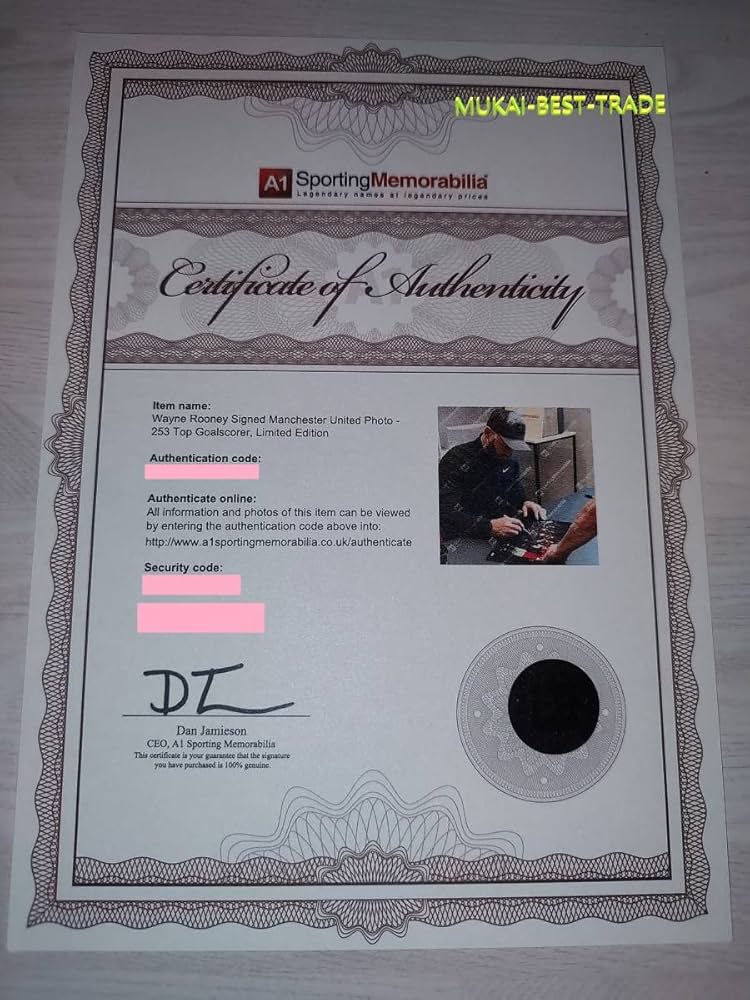 MUKAI-BEST-TRADE
A1 SportingMemorabilia
Legendary names at legendary prices
Certificate of Authenticity
Item name:
Wayne Rooney Signed Manchester United Photo -
253 Top Goalscorer, Limited Edition
Authentication code:
Authenticate online:
All information and photos of this item can be viewed
by entering the authentication code above into:
http://www.a1sportingmemorabilia.co.uk/authenticate
Security code:
Dan Jamieson
CEO, A1 Sporting Memorabilia
This certificate is your guarantee that the signature
you have purchased is 100% genuine.